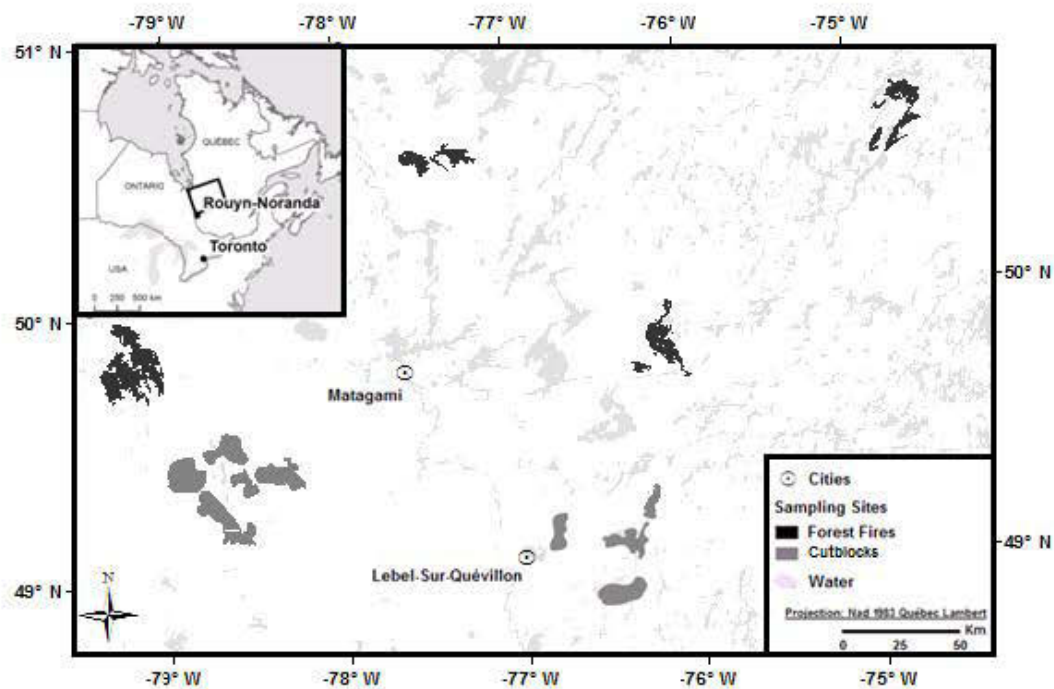 -79° W -78° W -77° W -76° W -75° W
51° N
QUÉBEC
ONTARIO
Rouyn-Noranda
Toronto
USA
0 250 500 km
50° N
50° N
Matagami
Cities
Sampling Sites
Forest Fires
Cutblocks
Water
Projection: Nad 1983 Québec Lambert
Km
0 25 50
49° N
Lebel-Sur-Quévillon
N
49° N
-79° W -78° W -77° W -76° W -75° W